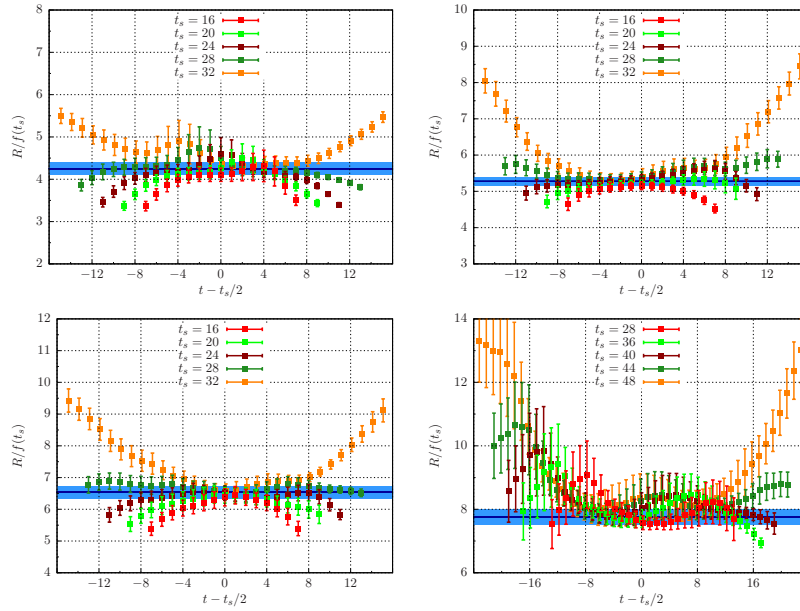 8
7
6
5
4
3
2
R/f(t_s)
t_s = 16
t_s = 20
t_s = 24
t_s = 28
t_s = 32
−12 −8 −4 0 4 8 12
t − t_s/2
10
9
8
7
6
5
4
3
R/f(t_s)
t_s = 16
t_s = 20
t_s = 24
t_s = 28
t_s = 32
−12 −8 −4 0 4 8 12
t − t_s/2
12
11
10
9
8
7
6
5
4
R/f(t_s)
t_s = 16
t_s = 20
t_s = 24
t_s = 28
t_s = 32
−12 −8 −4 0 4 8 12
t − t_s/2
14
12
10
8
6
R/f(t_s)
t_s = 28
t_s = 36
t_s = 40
t_s = 44
t_s = 48
−16 −8 0 8 16
t − t_s/2